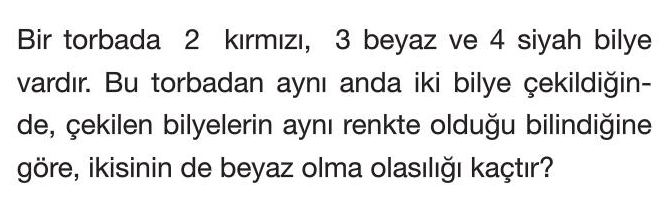 Bir torbada 2 kırmızı, 3 beyaz ve 4 siyah bilye
vardır. Bu torbadan aynı anda iki bilye çekildiğin-
de, çekilen bilyelerin aynı renkte olduğu bilindiğine
göre, ikisinin de beyaz olma olasılığı kaçtır?